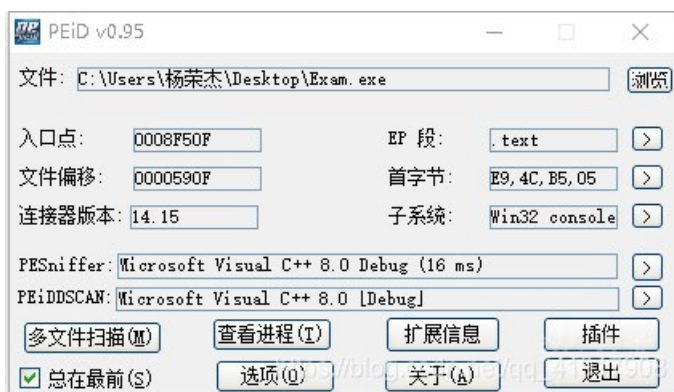 PEiD v0.95
文件: C:\Users\杨荣杰\Desktop\Exam.exe 浏览
入口点: 0008F50F EP 段: .text >
文件偏移: 0000590F 首字节: E9,4C,B5,05 >
连接器版本: 14.15 子系统: Win32 console >
PESniffer: Microsoft Visual C++ 8.0 Debug (16 ms) >
PEiDDSCAN: Microsoft Visual C++ 8.0 [Debug] >
多文件扫描(M) 查看进程(T) 扩展信息 插件
总在最前(S) 选项(O) 关于(A) 退出